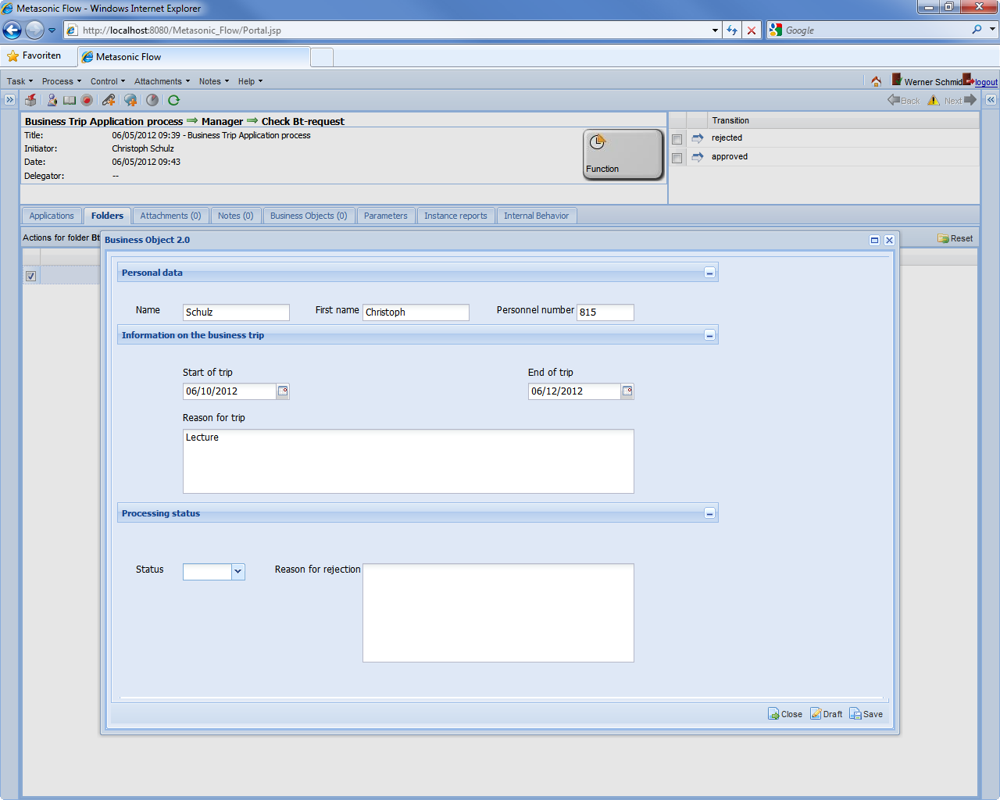 Metasonic Flow - Windows Internet Explorer
http://localhost:8080/Metasonic_Flow/Portal.jsp
Google
Favoriten
Metasonic Flow
Task Process Control Attachments Notes Help
Werner Schmid logout
Back Next
Business Trip Application process Manager Check Bt-request
Title: 06/05/2012 09:39 - Business Trip Application process
Initiator: Christoph Schulz
Date: 06/05/2012 09:43
Delegator: --
Function
Transition
rejected
approved
Applications Folders Attachments (0) Notes (0) Business Objects (0) Parameters Instance reports Internal Behavior
Actions for folder Bt
Reset
Business Object 2.0
Personal data
Name Schulz First name Christoph Personnel number 815
Information on the business trip
Start of trip End of trip
06/10/2012 06/12/2012
Reason for trip
Lecture
Processing status
Status Reason for rejection
Close Draft Save